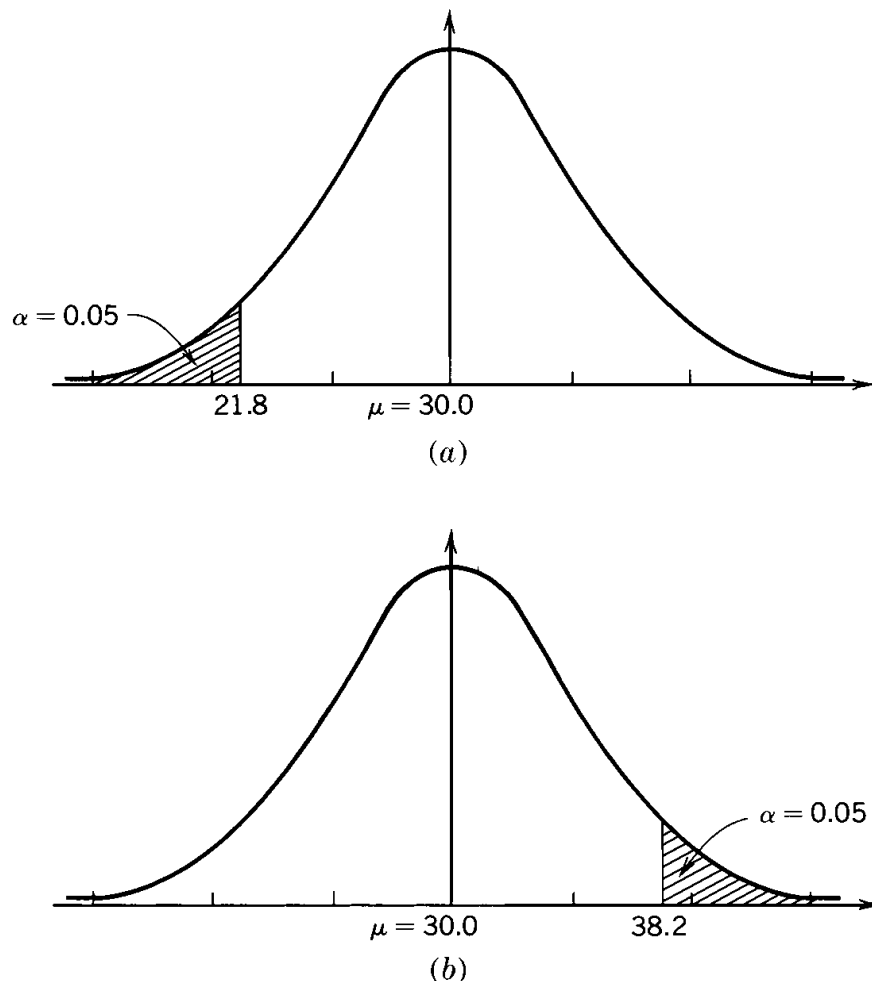 α = 0.05
21.8
μ = 30.0
(a)
α = 0.05
μ = 30.0
38.2
(b)